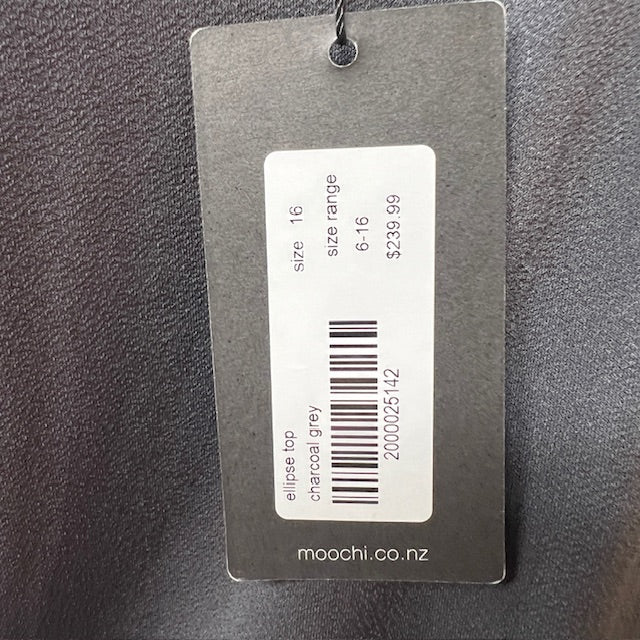 ellipse top
charcoal grey
2000025142
size 16
size range
6-16
$239.99
moochi.co.nz